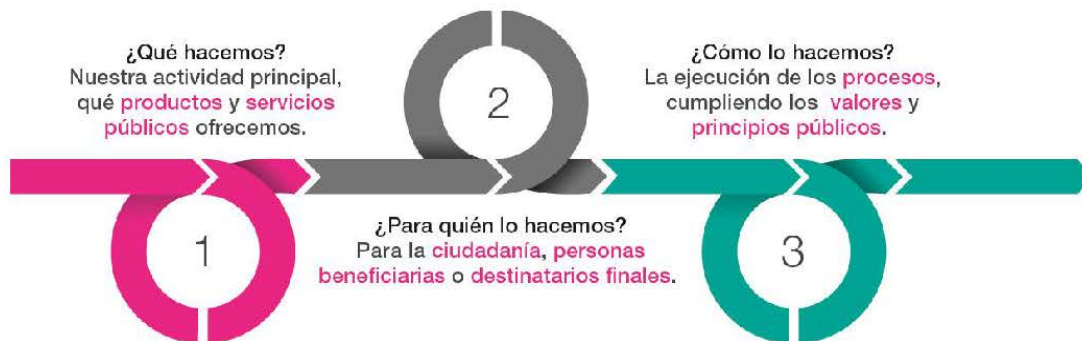 ¿Qué hacemos?
Nuestra actividad principal,
qué productos y servicios
públicos ofrecemos.
1
2
¿Para quién lo hacemos?
Para la ciudadanía, personas
beneficiarias o destinatarios finales.
¿Cómo lo hacemos?
La ejecución de los procesos,
cumpliendo los valores y
principios públicos.
3